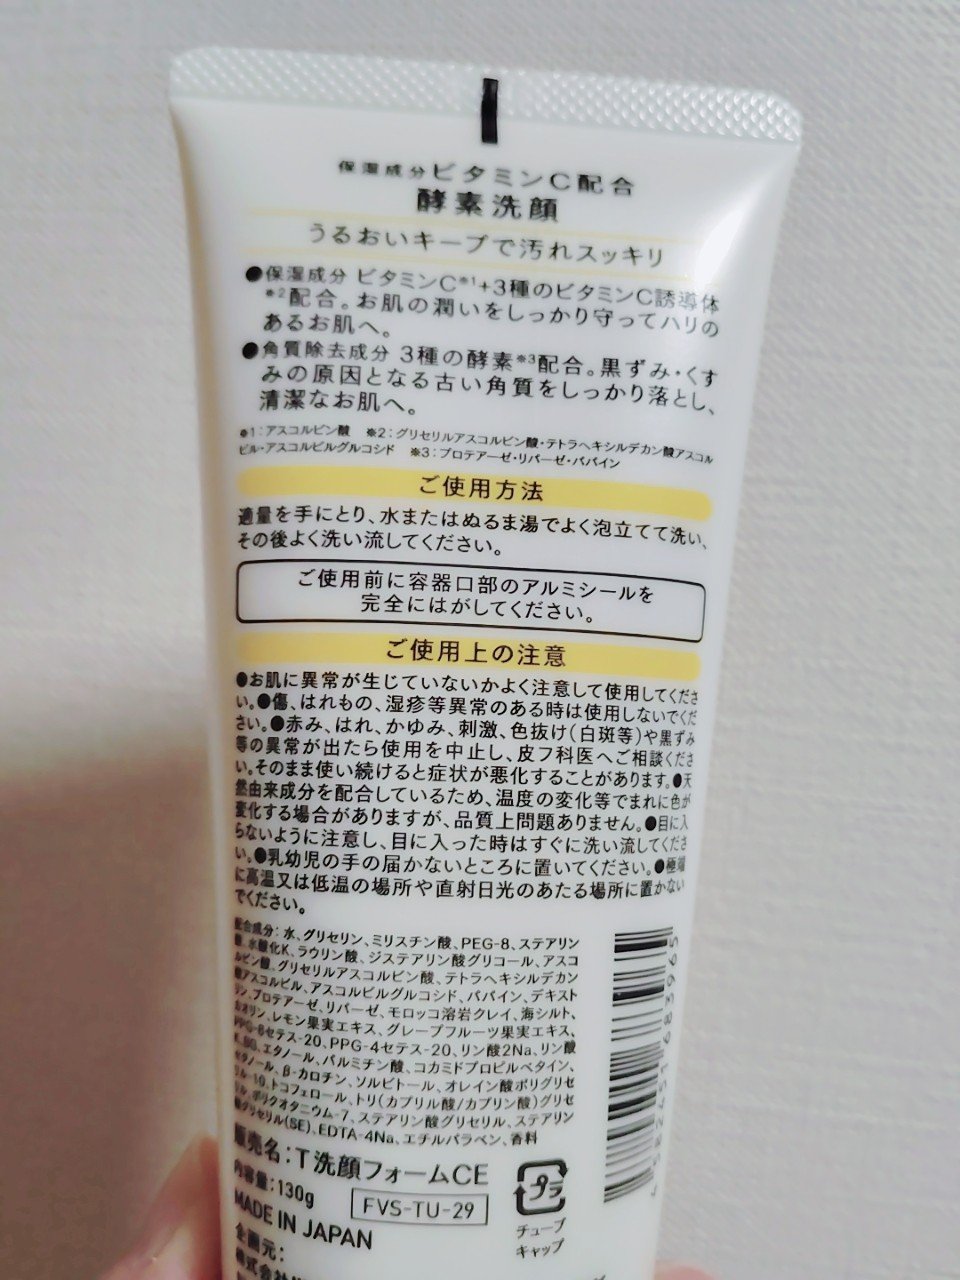 保湿成分ビタミンC配合
酵素洗顔
うるおいキープで汚れスッキリ
●保湿成分 ビタミンC※1+3種のビタミンC誘導体
※2配合。お肌の潤いをしっかり守ってハリの
あるお肌へ。
●角質除去成分 3種の酵素※3配合。黒ずみ・くす
みの原因となる古い角質をしっかり落とし、
清潔なお肌へ。
※1:アスコルビン酸 ※2:グリセリルアスコルビン酸・テトラヘキシルデカン酸アスコル
ビル・アスコルビルグルコシド ※3:プロテアーゼ・リパーゼ・パパイン
ご使用方法
適量を手にとり、水またはぬるま湯でよく泡立てて洗い、
その後よく洗い流してください。
ご使用前に容器口部のアルミシールを
完全にはがしてください。
ご使用上の注意
●お肌に異常が生じていないかよく注意して使用してくださ
い。●傷、はれもの、湿疹等異常のある時は使用しないでくだ
さい。●赤み、はれ、かゆみ、刺激、色抜け(白斑等)や黒ずみ
等の異常が出たら使用を中止し、皮フ科医へご相談くださ
い。そのまま使い続けると症状が悪化することがあります。●天
然由来成分を配合しているため、温度の変化等でまれに色が
変化する場合がありますが、品質上問題ありません。●目に入
らないように注意し、目に入った時はすぐに洗い流してくださ
い。●乳幼児の手の届かないところに置いてください。●極端
に高温又は低温の場所や直射日光のあたる場所に置かない
でください。
配合成分:水、グリセリン、ミリスチン酸、PEG-8、ステアリン
酸、水酸化K、ラウリン酸、ジステアリン酸グリコール、アスコ
ルビン酸、グリセリルアスコルビン酸、テトラヘキシルデカン
酸アスコルビル、アスコルビルグルコシド、パパイン、デキスト
リン、プロテアーゼ、リパーゼ、モロッコ溶岩クレイ、海シルト、
カオリン、レモン果実エキス、グレープフルーツ果実エキス、
PPG-8セテス-20、PPG-4セテス-20、リン酸2Na、リン酸
K、BG、エタノール、パルミチン酸、コカミドプロピルベタイン、
セタノール、β-カロチン、ソルビトール、オレイン酸ポリグリセ
リル-10、トコフェロール、トリ(カプリル酸/カプリン酸)グリセ
リル、ポリクオタニウム-7、ステアリン酸グリセリル、ステアリン
酸グリセリル(SE)、EDTA-4Na、エチルパラベン、香料
販売名:T洗顔フォームCE
内容量:130g
FVS-TU-29
MADE IN JAPAN
プラ
チューブ
キャップ
企画元:
株式会社